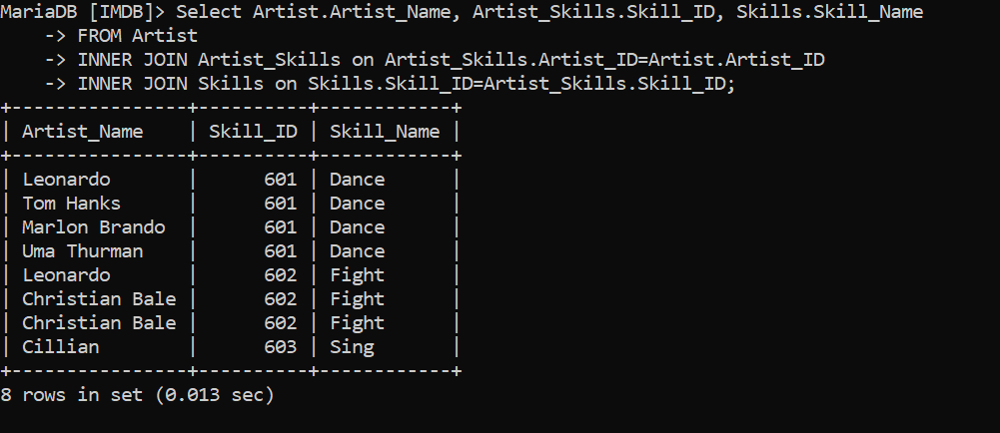 MariaDB [IMDB]> Select Artist.Artist_Name, Artist_Skills.Skill_ID, Skills.Skill_Name
    -> FROM Artist
    -> INNER JOIN Artist_Skills on Artist_Skills.Artist_ID=Artist.Artist_ID
    -> INNER JOIN Skills on Skills.Skill_ID=Artist_Skills.Skill_ID;
+----------------+----------+------------+
| Artist_Name    | Skill_ID | Skill_Name |
+----------------+----------+------------+
| Leonardo       |      601 | Dance      |
| Tom Hanks      |      601 | Dance      |
| Marlon Brando  |      601 | Dance      |
| Uma Thurman    |      601 | Dance      |
| Leonardo       |      602 | Fight      |
| Christian Bale |      602 | Fight      |
| Christian Bale |      602 | Fight      |
| Cillian        |      603 | Sing       |
+----------------+----------+------------+
8 rows in set (0.013 sec)